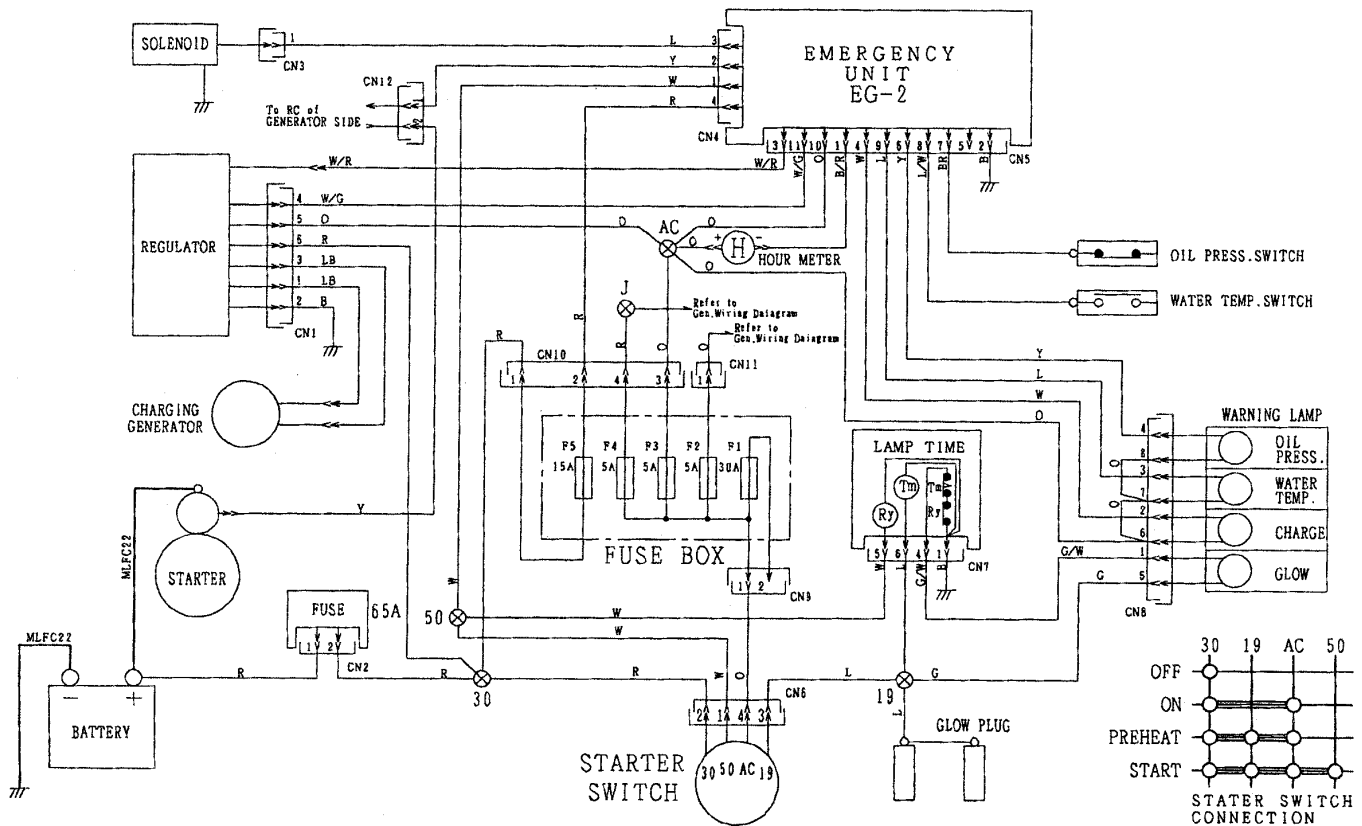 SOLENOID
1
CN3
L
3
Y
2
W
1
R
4
CN4
EMERGENCY
UNIT
EG-2
CN12
1
2
To RC of
GENERATOR SIDE
3 11 10 1 4 9 6 8 7 5 2
CN5
W/R W/G O B/R W L Y L/W BR B
W/R
REGULATOR
4 W/G
5 O
6 R
3 LB
1 LB
2 B
CN1
O
AC
O
O
O
+ H -
HOUR METER
OIL PRESS.SWITCH
WATER TEMP.SWITCH
J
Refer to
Gen.Wiring Daiagram
Refer to
Gen.Wiring Daiagram
R
R
R
O
O
CN10
1 2 4 3
CN11
1
CHARGING
GENERATOR
F5 F4 F3 F2 F1
15A 5A 5A 5A 30A
FUSE BOX
1 2
CN9
LAMP TIME
Tm
Tm
Ry
Ry
5 6 4 1
CN7
W L G/W B
Y
L
W
O
WARNING LAMP
4
8
3
7
2
6
1
5
CN8
O
O
G/W
G
OIL
PRESS.
WATER
TEMP.
CHARGE
GLOW
STARTER
Y
MLFC22
MLFC22
FUSE
65A
1 2
CN2
50
W
W
W
R
R
30
R
W
O
CN6
L
19
G
L
2 1 4 3
30 50 AC 19
STARTER
SWITCH
GLOW PLUG
- +
BATTERY
30 19 AC 50
OFF
ON
PREHEAT
START
STATER SWITCH
CONNECTION